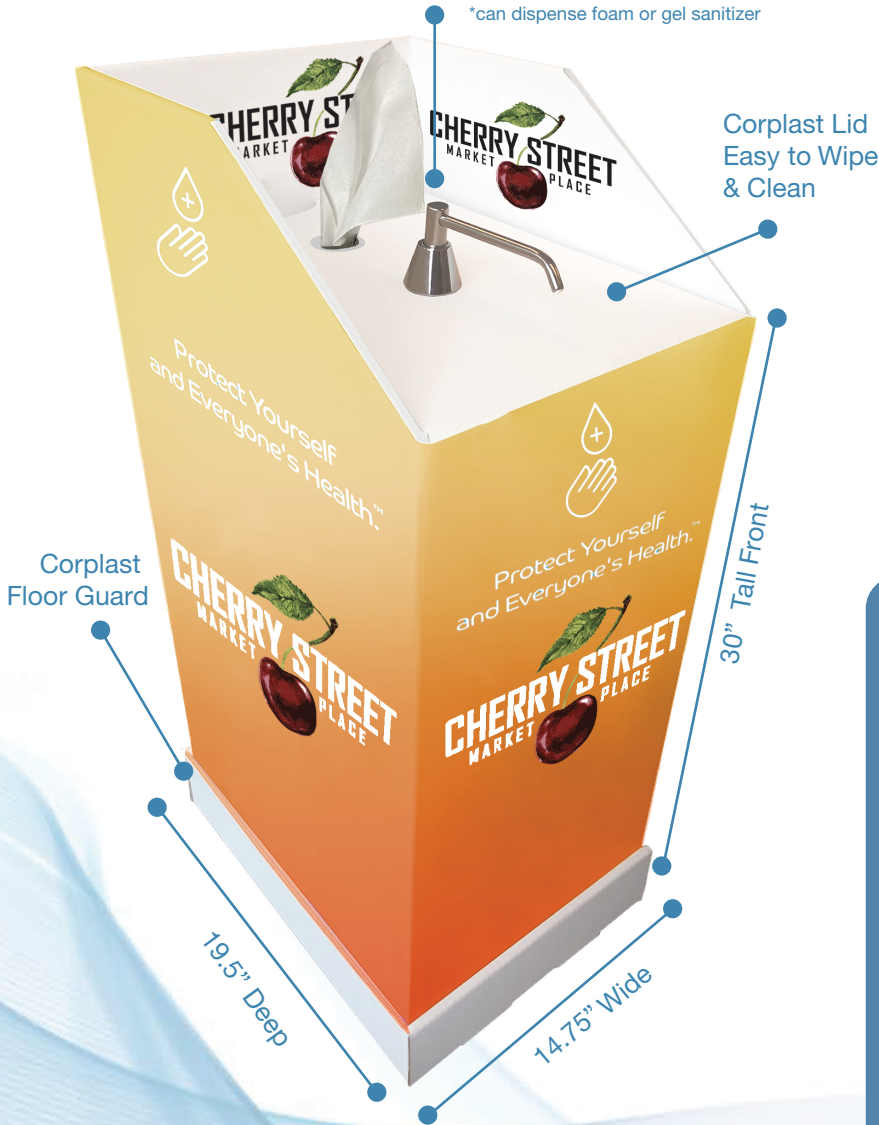 *can dispense foam or gel sanitizer
CHERRY ST
MARKET
CHERRY STREET
MARKET PLACE
Corplast Lid
Easy to Wipe
& Clean
Protect Yourself
and Everyone's Health.™
CHERRY STREET
MARKET PLACE
Protect Yourself
and Everyone's Health.™
CHERRY STREET
MARKET PLACE
Corplast
Floor Guard
30” Tall Front
19.5” Deep
14.75” Wide